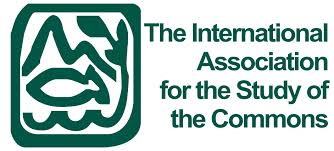 The International
Association
for the Study of
the Commons